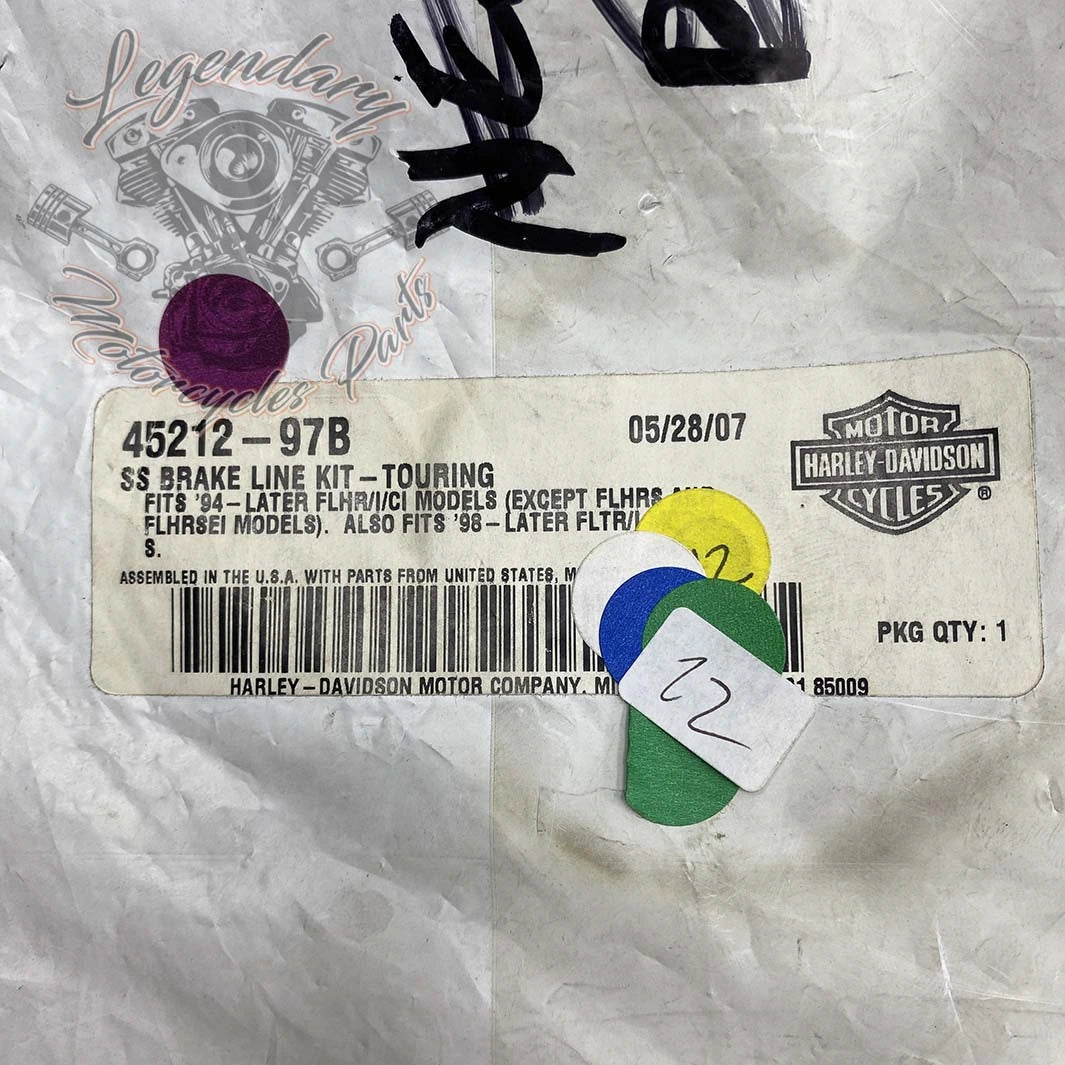 Legendary
Motorcycles Parts
45212-97B
05/28/07
MOTOR
HARLEY-DAVIDSON
CYCLES
®
SS BRAKE LINE KIT-TOURING
FITS '94-LATER FLHR/I/CI MODELS (EXCEPT FLHRS AND
FLHRSEI MODELS). ALSO FITS '98-LATER FLTR/I
S.
ASSEMBLED IN THE U.S.A. WITH PARTS FROM UNITED STATES,
PKG QTY: 1
HARLEY-DAVIDSON MOTOR COMPANY, 85009
22